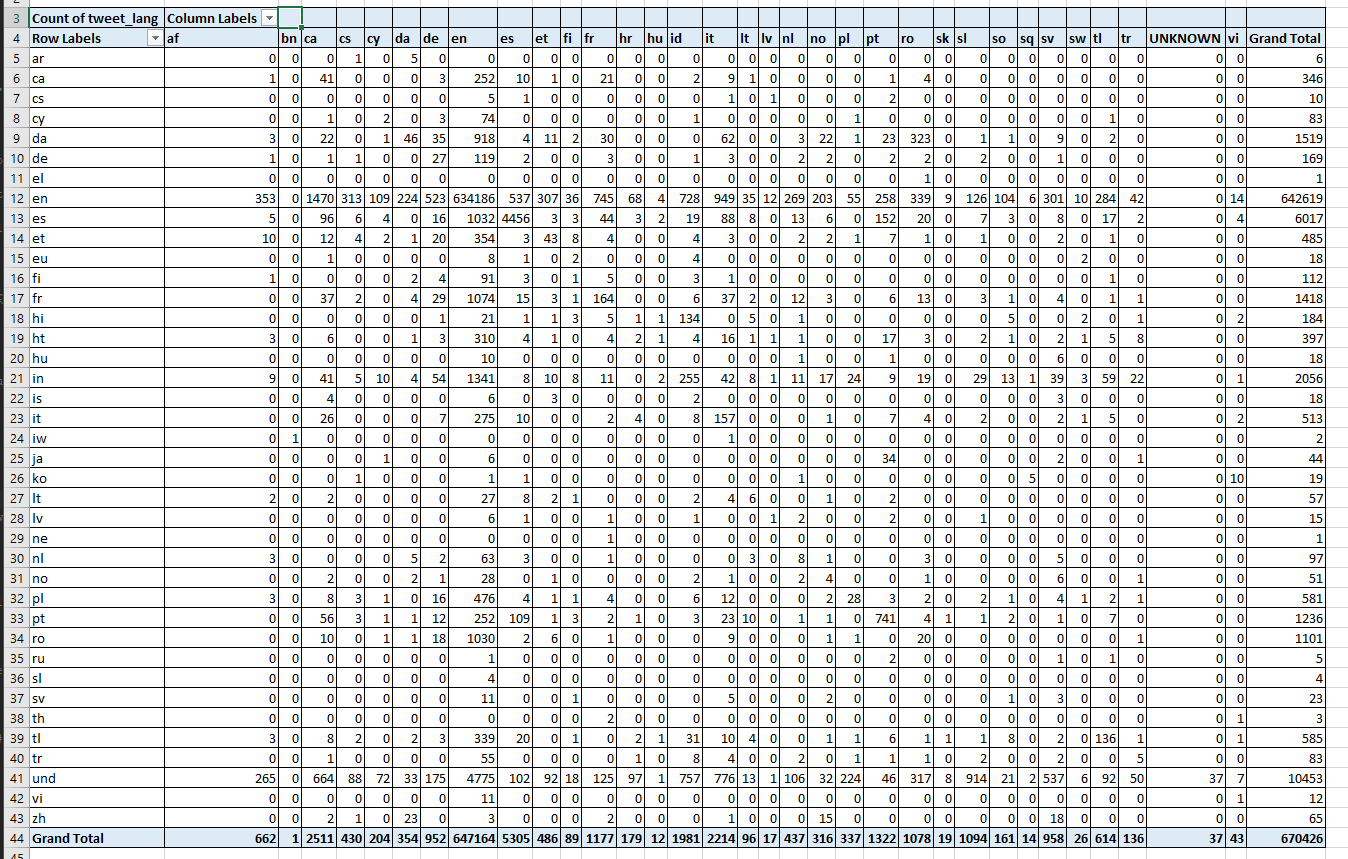 3 Count of tweet_lang Column Labels
4 Row Labels af bn ca cs cy da de en es et fi fr hr hu id it lt lv nl no pl pt ro sk sl so sq sv sw tl tr UNKNOWN vi Grand Total
5 ar 0 0 0 1 0 5 0 0 0 0 0 0 0 0 0 0 0 0 0 0 0 0 0 0 0 0 0 0 0 0 0 0 0 6
6 ca 1 0 41 0 0 0 3 252 10 1 0 21 0 0 2 9 1 0 0 0 0 1 4 0 0 0 0 0 0 0 0 0 0 346
7 cs 0 0 0 0 0 0 0 5 1 0 0 0 0 0 0 1 0 1 0 0 0 2 0 0 0 0 0 0 0 0 0 0 0 10
8 cy 0 0 1 0 2 0 3 74 0 0 0 0 0 0 1 0 0 0 0 0 1 0 0 0 0 0 0 0 0 1 0 0 0 83
9 da 3 0 22 0 1 46 35 918 4 11 2 30 0 0 0 62 0 0 3 22 1 23 323 0 1 1 0 9 0 2 0 0 0 1519
10 de 1 0 1 1 0 0 27 119 2 0 0 3 0 0 1 3 0 0 2 2 0 2 2 0 2 0 0 1 0 0 0 0 0 169
11 el 0 0 0 0 0 0 0 0 0 0 0 0 0 0 0 0 0 0 0 0 0 0 1 0 0 0 0 0 0 0 0 0 0 1
12 en 353 0 1470 313 109 224 523 634186 537 307 36 745 68 4 728 949 35 12 269 203 55 258 339 9 126 104 6 301 10 284 42 0 14 642619
13 es 5 0 96 6 4 0 16 1032 4456 3 3 44 3 2 19 88 8 0 13 6 0 152 20 0 7 3 0 8 0 17 2 0 4 6017
14 et 10 0 12 4 2 1 20 354 3 43 8 4 0 0 4 3 0 0 2 2 1 7 1 0 1 0 0 2 0 1 0 0 0 485
15 eu 0 0 1 0 0 0 0 8 1 0 2 0 0 0 4 0 0 0 0 0 0 0 0 0 0 0 0 0 2 0 0 0 0 18
16 fi 1 0 0 0 0 2 4 91 3 0 1 5 0 0 3 1 0 0 0 0 0 0 0 0 0 0 0 0 0 1 0 0 0 112
17 fr 0 0 37 2 0 4 29 1074 15 3 1 164 0 0 6 37 2 0 12 3 0 6 13 0 3 1 0 4 0 1 1 0 0 1418
18 hi 0 0 0 0 0 0 1 21 1 1 3 5 1 1 134 0 5 0 1 0 0 0 0 0 0 5 0 0 2 0 1 0 2 184
19 ht 3 0 6 0 0 1 3 310 4 1 0 4 2 1 4 16 1 1 1 0 0 17 3 0 2 1 0 2 1 5 8 0 0 397
20 hu 0 0 0 0 0 0 0 10 0 0 0 0 0 0 0 0 0 0 1 0 0 1 0 0 0 0 0 6 0 0 0 0 0 18
21 in 9 0 41 5 10 4 54 1341 8 10 8 11 0 2 255 42 8 1 11 17 24 9 19 0 29 13 1 39 3 59 22 0 1 2056
22 is 0 0 4 0 0 0 0 6 0 3 0 0 0 0 2 0 0 0 0 0 0 0 0 0 0 0 0 3 0 0 0 0 0 18
23 it 0 0 26 0 0 0 7 275 10 0 0 2 4 0 8 157 0 0 0 1 0 7 4 0 2 0 0 2 1 5 0 0 2 513
24 iw 0 1 0 0 0 0 0 0 0 0 0 0 0 0 0 1 0 0 0 0 0 0 0 0 0 0 0 0 0 0 0 0 0 2
25 ja 0 0 0 0 1 0 0 6 0 0 0 0 0 0 0 0 0 0 0 0 0 34 0 0 0 0 0 2 0 0 1 0 0 44
26 ko 0 0 0 1 0 0 0 1 1 0 0 0 0 0 0 0 0 0 1 0 0 0 0 0 0 0 5 0 0 0 0 0 10 19
27 lt 2 0 2 0 0 0 0 27 8 2 1 0 0 0 2 4 6 0 0 1 0 2 0 0 0 0 0 0 0 0 0 0 0 57
28 lv 0 0 0 0 0 0 0 6 1 0 0 1 0 0 1 0 0 1 2 0 0 2 0 0 1 0 0 0 0 0 0 0 0 15
29 ne 0 0 0 0 0 0 0 0 0 0 0 1 0 0 0 0 0 0 0 0 0 0 0 0 0 0 0 0 0 0 0 0 0 1
30 nl 3 0 0 0 0 5 2 63 3 0 0 1 0 0 0 0 3 0 8 1 0 0 3 0 0 0 0 5 0 0 0 0 0 97
31 no 0 0 2 0 0 2 1 28 0 1 0 0 0 0 2 1 0 0 2 4 0 0 1 0 0 0 0 6 0 0 1 0 0 51
32 pl 3 0 8 3 1 0 16 476 4 1 1 4 0 0 6 12 0 0 0 2 28 3 2 0 2 1 0 4 1 2 1 0 0 581
33 pt 0 0 56 3 1 1 12 252 109 1 3 2 1 0 3 23 10 0 1 1 0 741 4 1 1 2 0 1 0 7 0 0 0 1236
34 ro 0 0 10 0 1 1 18 1030 2 6 0 1 0 0 0 9 0 0 0 1 1 0 20 0 0 0 0 0 0 0 1 0 0 1101
35 ru 0 0 0 0 0 0 0 1 0 0 0 0 0 0 0 0 0 0 0 0 0 2 0 0 0 0 0 1 0 1 0 0 0 5
36 sl 0 0 0 0 0 0 0 4 0 0 0 0 0 0 0 0 0 0 0 0 0 0 0 0 0 0 0 0 0 0 0 0 0 4
37 sv 0 0 0 0 0 0 0 11 0 0 1 0 0 0 0 5 0 0 0 2 0 0 0 0 0 1 0 3 0 0 0 0 0 23
38 th 0 0 0 0 0 0 0 0 0 0 0 2 0 0 0 0 0 0 0 0 0 0 0 0 0 0 0 0 0 0 0 0 1 3
39 tl 3 0 8 2 0 2 3 339 20 0 1 0 2 1 31 10 4 0 0 1 1 6 1 1 1 8 0 2 0 136 1 0 1 585
40 tr 0 0 1 0 0 0 0 55 0 0 0 0 1 0 8 4 0 0 2 0 1 1 1 0 2 0 0 2 0 0 5 0 0 83
41 und 265 0 664 88 72 33 175 4775 102 92 18 125 97 1 757 776 13 1 106 32 224 46 317 8 914 21 2 537 6 92 50 37 7 10453
42 vi 0 0 0 0 0 0 0 11 0 0 0 0 0 0 0 0 0 0 0 0 0 0 0 0 0 0 0 0 0 0 0 0 1 12
43 zh 0 0 2 1 0 23 0 3 0 0 0 2 0 0 0 1 0 0 0 15 0 0 0 0 0 0 0 18 0 0 0 0 0 65
44 Grand Total 662 1 2511 430 204 354 952 647164 5305 486 89 1177 179 12 1981 2214 96 17 437 316 337 1322 1078 19 1094 161 14 958 26 614 136 37 43 670426